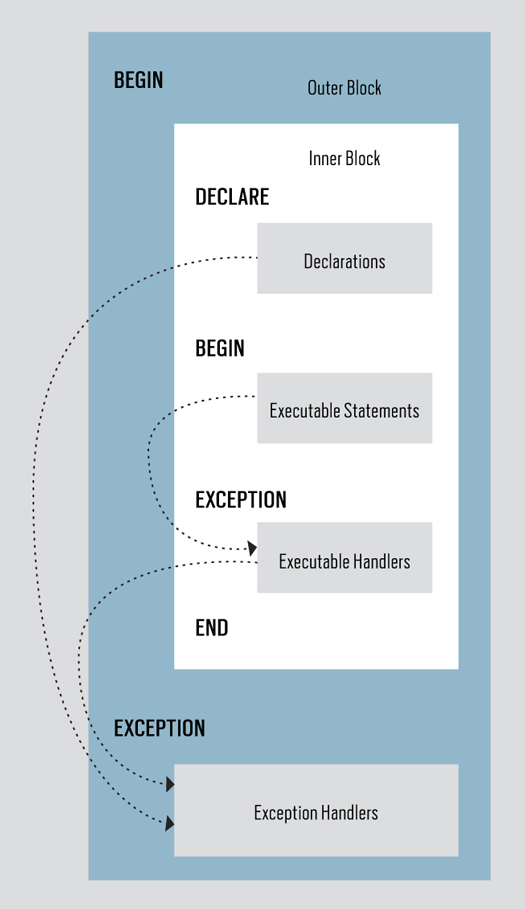 BEGIN
Outer Block
Inner Block
DECLARE
Declarations
BEGIN
Executable Statements
EXCEPTION
Executable Handlers
END
EXCEPTION
Exception Handlers